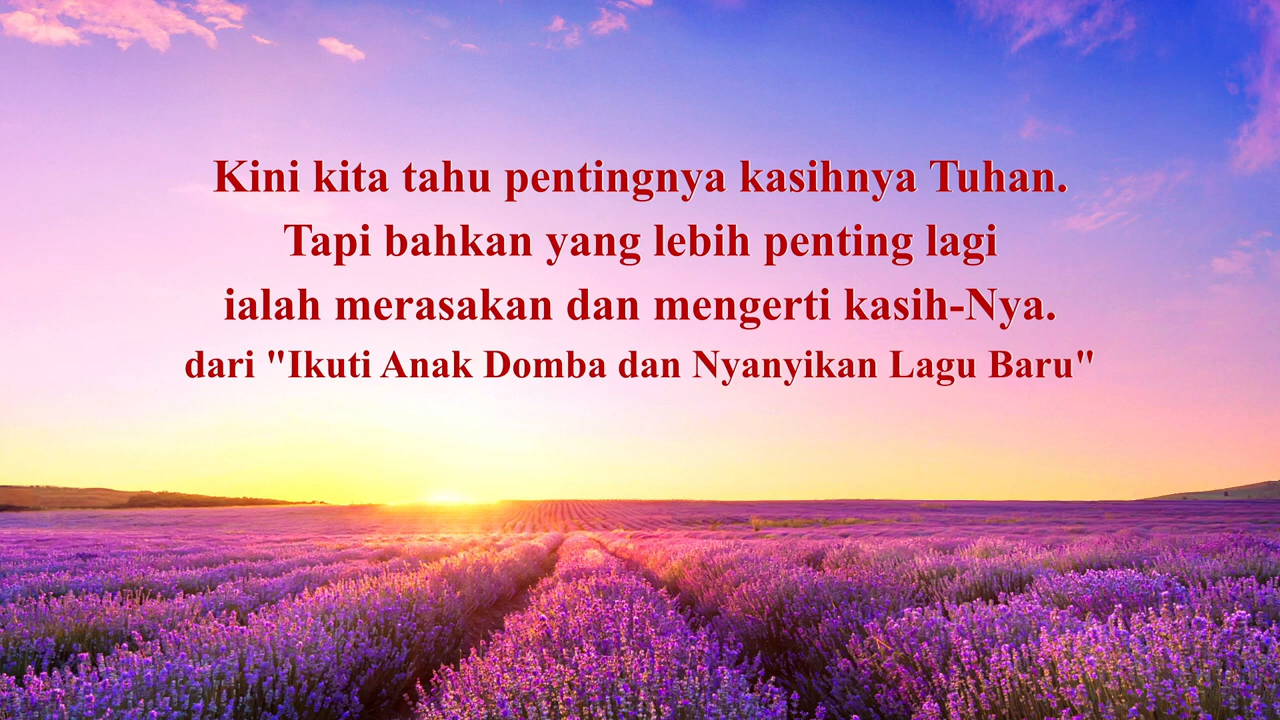 Kini kita tahu pentingnya kasihnya Tuhan.
Tapi bahkan yang lebih penting lagi
ialah merasakan dan mengerti kasih-Nya.
dari "Ikuti Anak Domba dan Nyanyikan Lagu Baru"